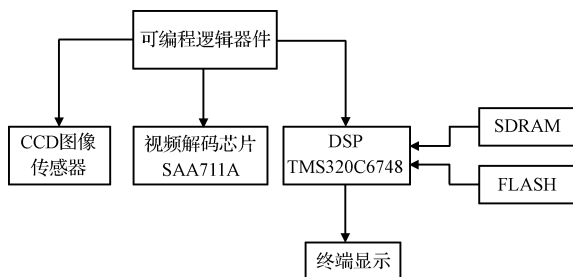 可编程逻辑器件
CCD图像
传感器
视频解码芯片
SAA711A
DSP
TMS320C6748
SDRAM
FLASH
终端显示